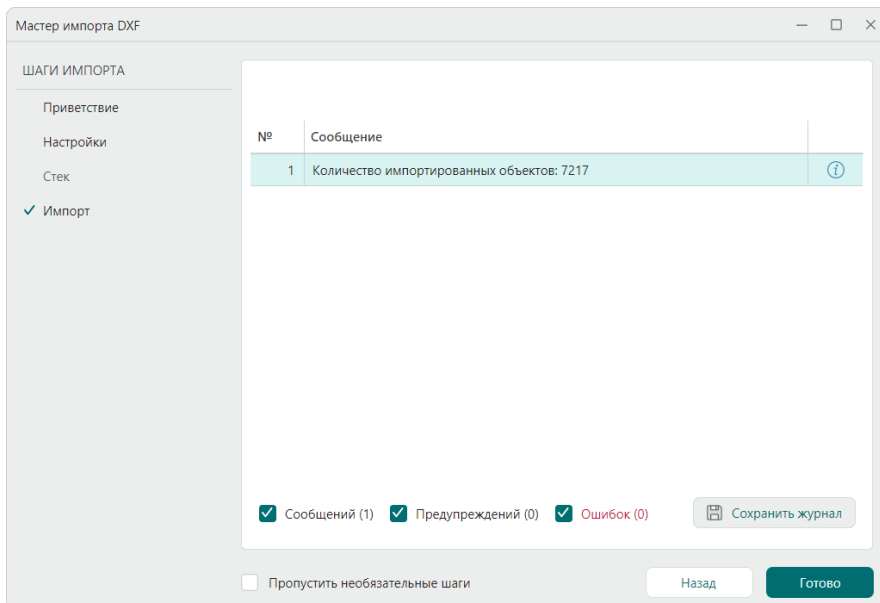 Мастер импорта DXF
ШАГИ ИМПОРТА
Приветствие
Настройки
Стек
Импорт
№ Сообщение
1 Количество импортированных объектов: 7217
Сообщений (1) Предупреждений (0) Ошибок (0) Сохранить журнал
Пропустить необязательные шаги Назад Готово